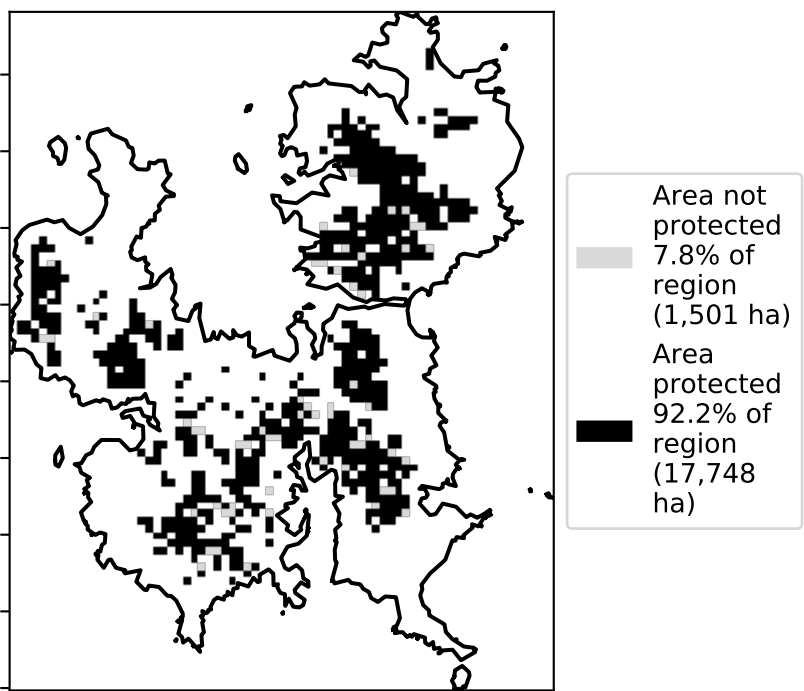 Area not
protected
7.8% of
region
(1,501 ha)
Area
protected
92.2% of
region
(17,748
ha)